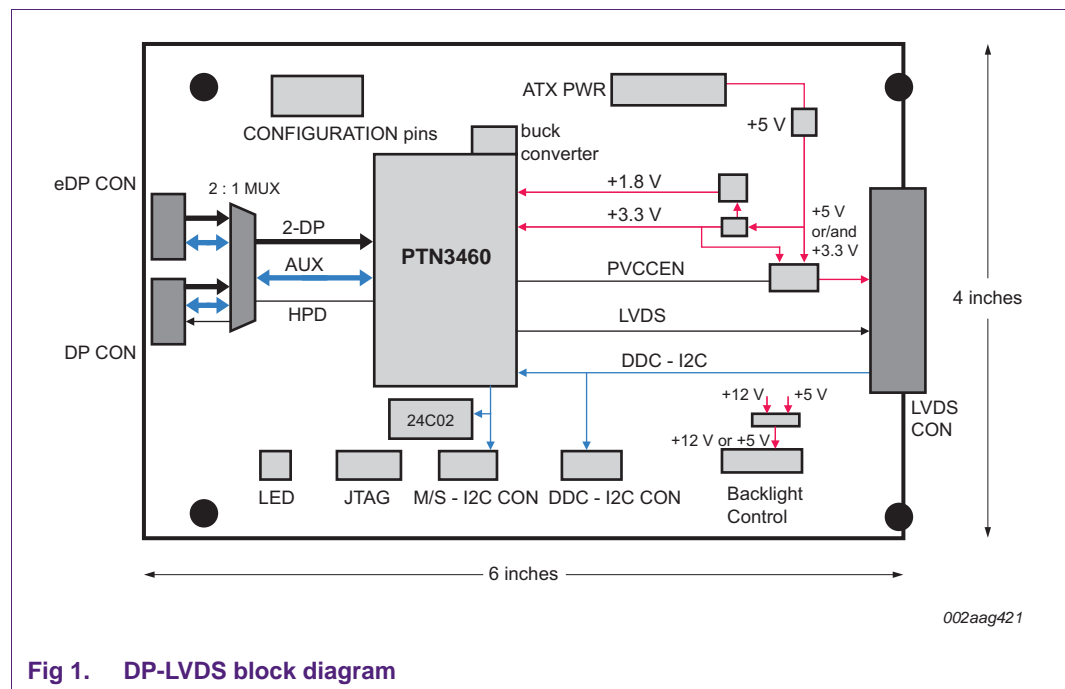 ATX PWR
+5 V
CONFIGURATION pins
buck
converter
eDP CON
2 : 1 MUX
+1.8 V
2-DP
+3.3 V
+5 V
or/and
+3.3 V
PTN3460
AUX
PVCCEN
HPD
4 inches
LVDS
DP CON
DDC - I2C
+12 V
+5 V
24C02
LVDS
CON
+12 V or +5 V
LED
JTAG
M/S - I2C CON
DDC - I2C CON
Backlight
Control
6 inches
002aag421
Fig 1. DP-LVDS block diagram